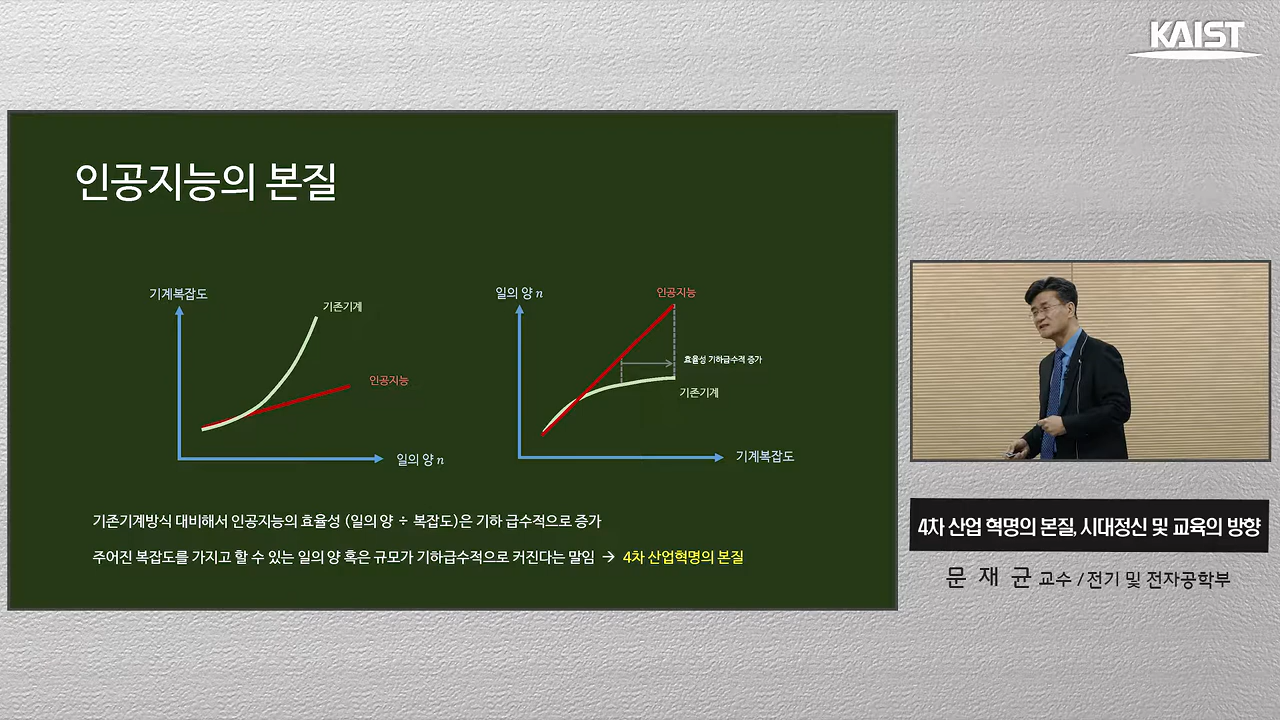 KAIST
인공지능의 본질
기계복잡도
기존기계
인공지능
일의 양 n
일의 양 n
인공지능
효율성 기하급수적 증가
기존기계
기계복잡도
기존기계방식 대비해서 인공지능의 효율성 (일의 양 ÷ 복잡도)은 기하 급수적으로 증가
주어진 복잡도를 가지고 할 수 있는 일의 양 혹은 규모가 기하급수적으로 커진다는 말임 → 4차 산업혁명의 본질
4차 산업 혁명의 본질, 시대정신 및 교육의 방향
문 재 균 교수 / 전기 및 전자공학부